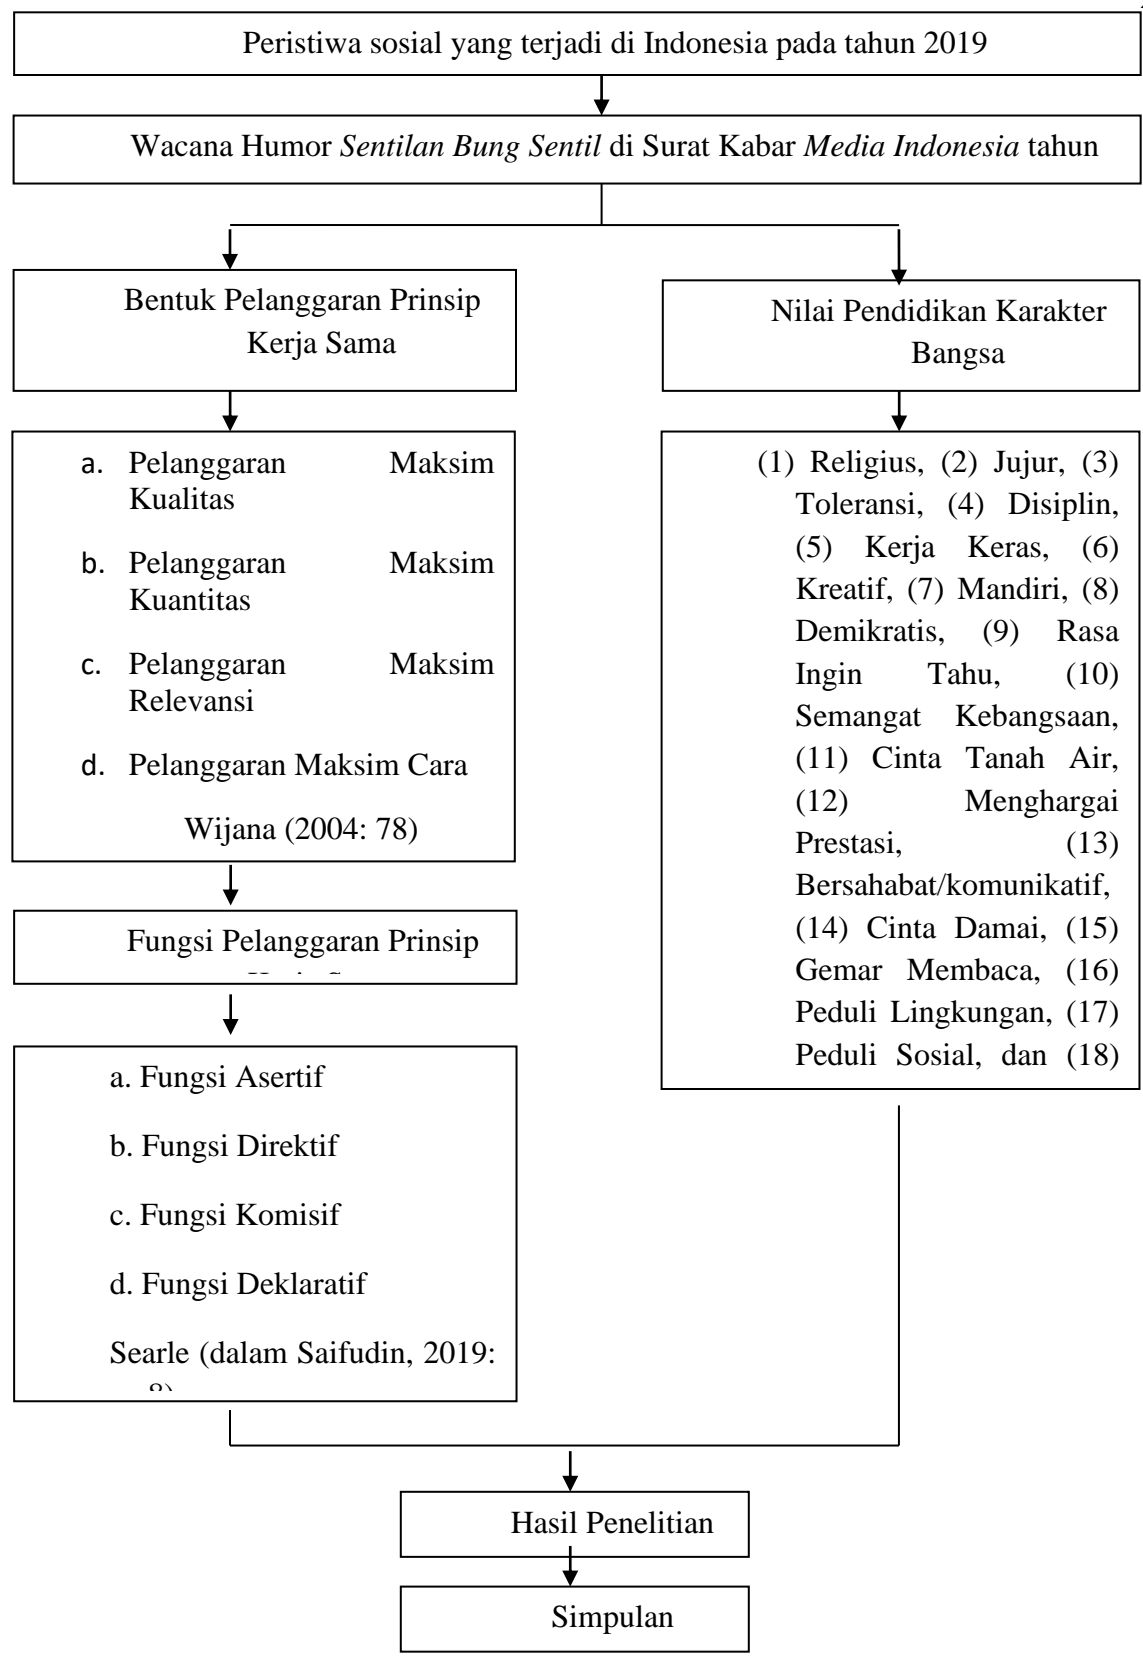 Peristiwa sosial yang terjadi di Indonesia pada tahun 2019
Wacana Humor Sentilan Bung Sentil di Surat Kabar Media Indonesia tahun
Bentuk Pelanggaran Prinsip
Kerja Sama
a. Pelanggaran Maksim
Kualitas
b. Pelanggaran Maksim
Kuantitas
c. Pelanggaran Maksim
Relevansi
d. Pelanggaran Maksim Cara
Wijana (2004: 78)
Fungsi Pelanggaran Prinsip
a. Fungsi Asertif
b. Fungsi Direktif
c. Fungsi Komisif
d. Fungsi Deklaratif
Searle (dalam Saifudin, 2019:
Nilai Pendidikan Karakter
Bangsa
(1) Religius, (2) Jujur, (3)
Toleransi, (4) Disiplin,
(5) Kerja Keras, (6)
Kreatif, (7) Mandiri, (8)
Demikratis, (9) Rasa
Ingin Tahu, (10)
Semangat Kebangsaan,
(11) Cinta Tanah Air,
(12) Menghargai
Prestasi, (13)
Bersahabat/komunikatif,
(14) Cinta Damai, (15)
Gemar Membaca, (16)
Peduli Lingkungan, (17)
Peduli Sosial, dan (18)
Hasil Penelitian
Simpulan